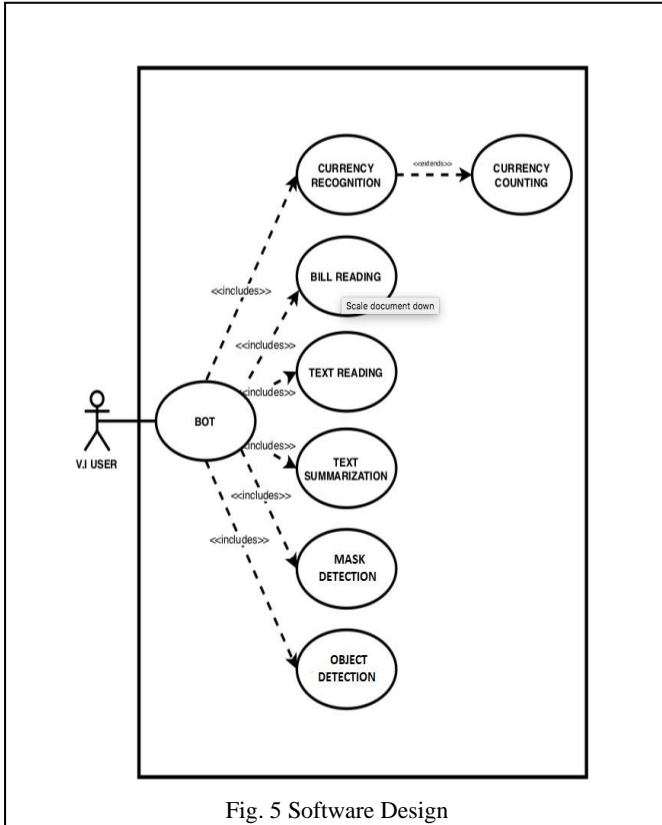 CURRENCY
RECOGNITION
<<extends>>
CURRENCY
COUNTING
BILL READING
<<includes>>
Scale document down
<<includes>>
TEXT READING
<<includes>>
BOT
V.I USER
<<includes>>
TEXT
SUMMARIZATION
<<includes>>
<<includes>>
MASK
DETECTION
OBJECT
DETECTION
Fig. 5 Software Design